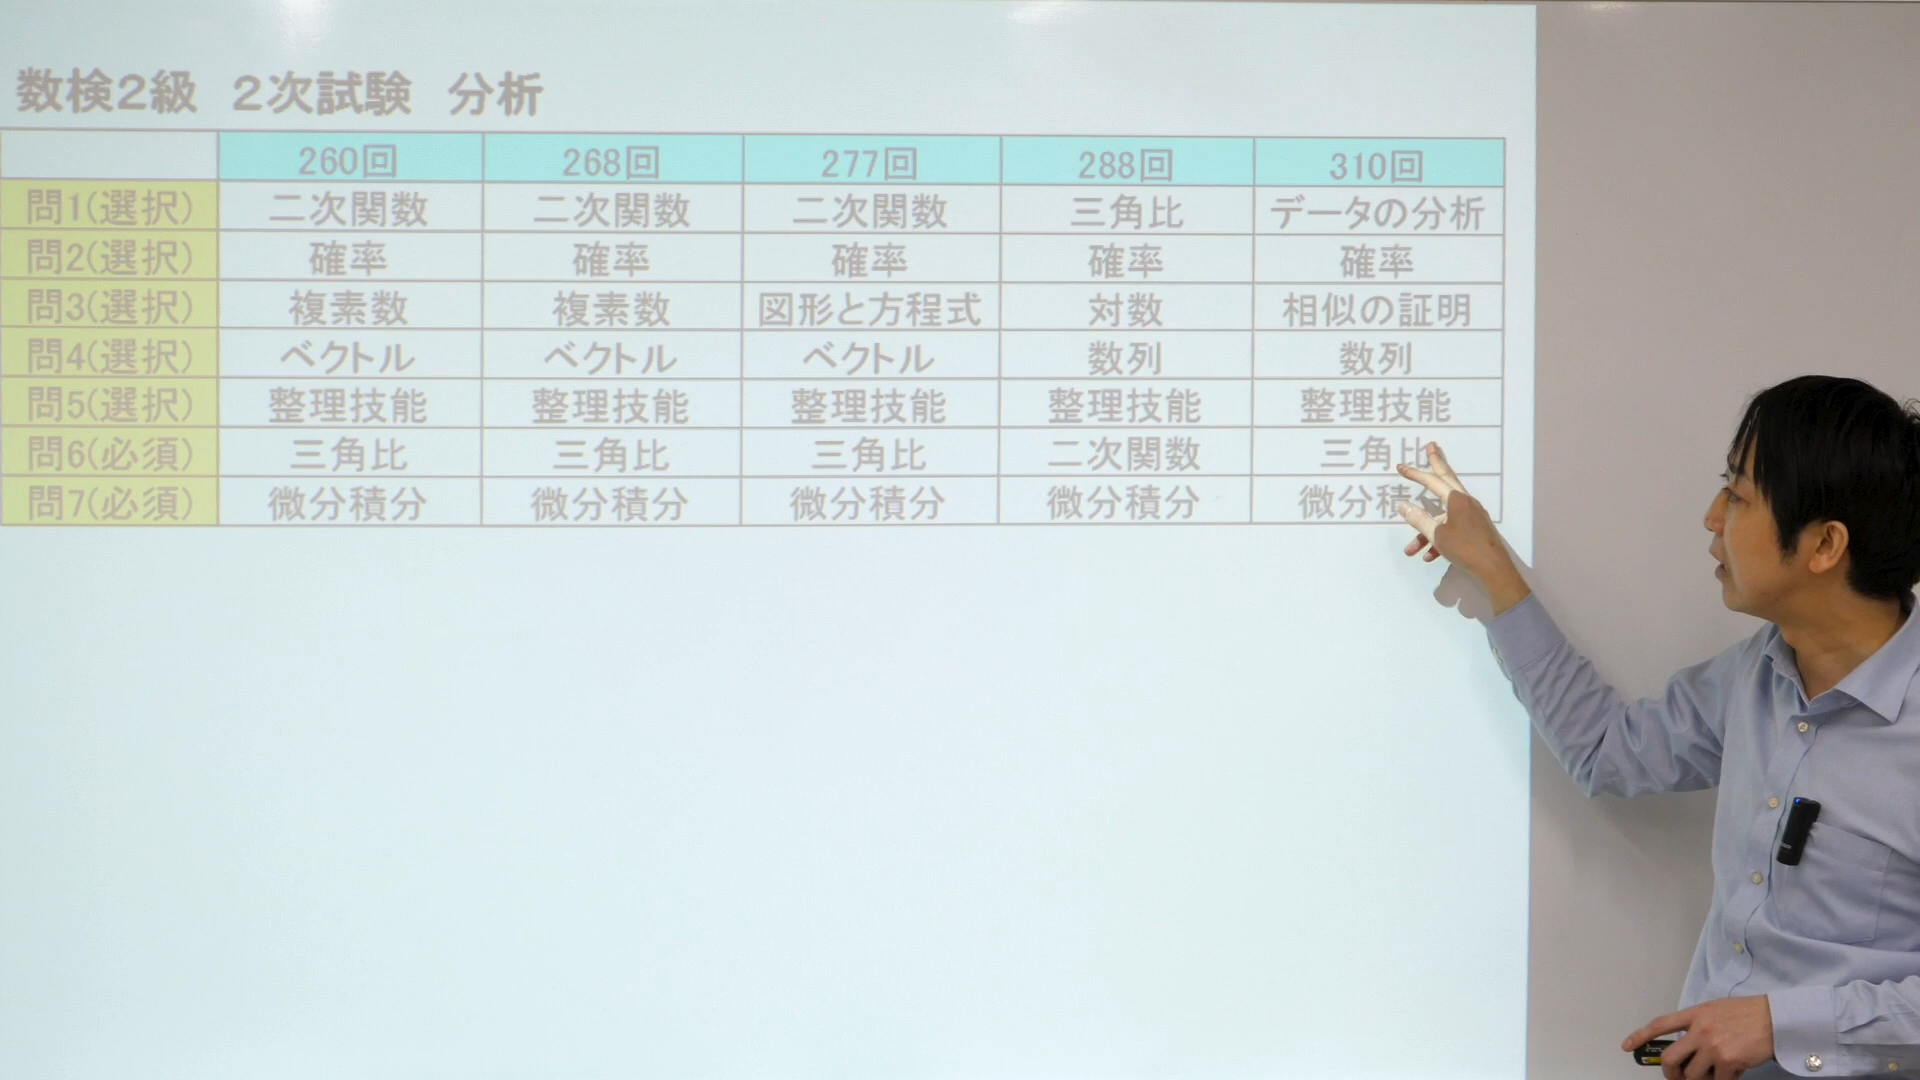 数検2級 2次試験 分析
260回 268回 277回 288回 310回
問1(選択) 二次関数 二次関数 二次関数 三角比 データの分析
問2(選択) 確率 確率 確率 確率 確率
問3(選択) 複素数 複素数 図形と方程式 対数 相似の証明
問4(選択) ベクトル ベクトル ベクトル 数列 数列
問5(選択) 整理技能 整理技能 整理技能 整理技能 整理技能
問6(必須) 三角比 三角比 三角比 二次関数 三角比
問7(必須) 微分積分 微分積分 微分積分 微分積分 微分積分